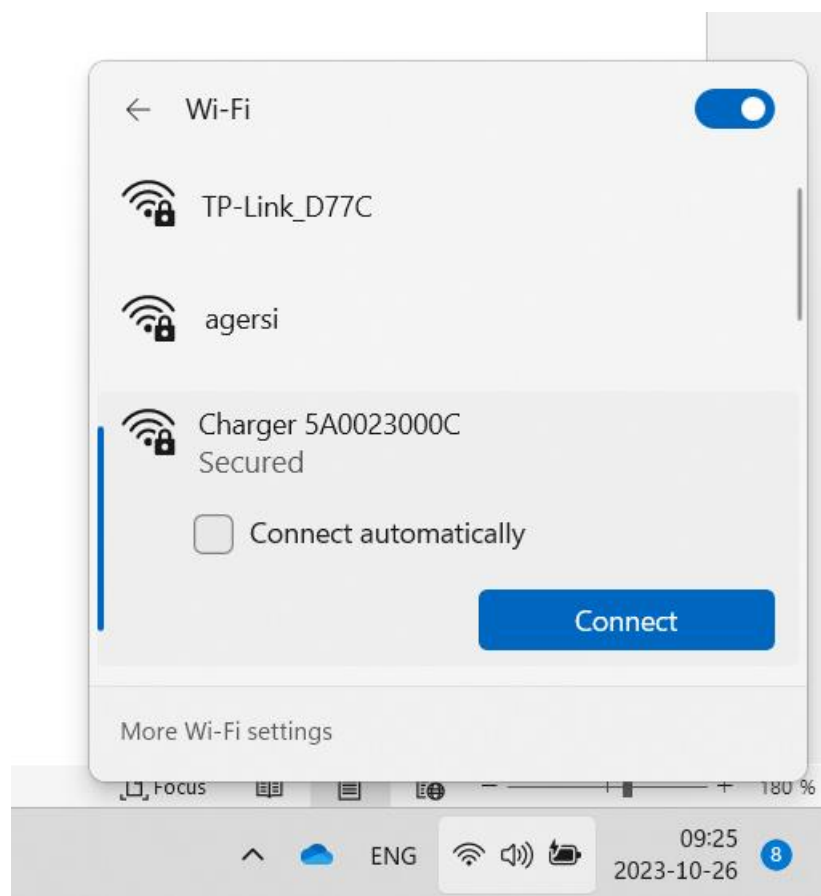 Wi-Fi
TP-Link_D77C
agersi
Charger 5A0023000C
Secured
Connect automatically
Connect
More Wi-Fi settings
Focus
180 %
ENG
09:25
2023-10-26
8